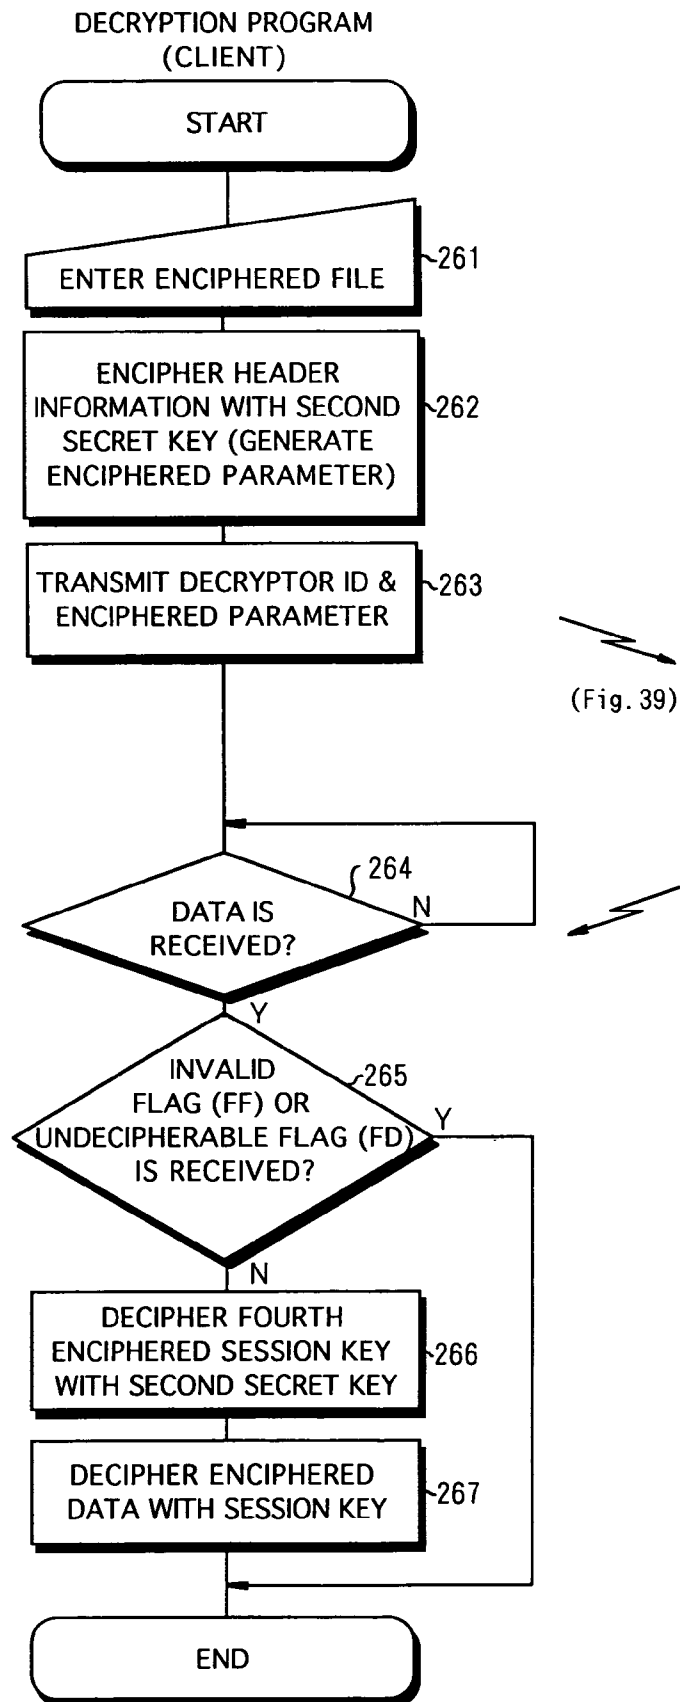 DECRYPTION PROGRAM
(CLIENT)
START
ENTER ENCIPHERED FILE
261
ENCIPHER HEADER
INFORMATION WITH SECOND
SECRET KEY (GENERATE
ENCIPHERED PARAMETER)
262
TRANSMIT DECRYPTOR ID &
ENCIPHERED PARAMETER
263
(Fig. 39)
264
DATA IS
RECEIVED?
N
Y
INVALID
FLAG (FF) OR
UNDECIPHERABLE FLAG (FD)
IS RECEIVED?
265
Y
N
DECIPHER FOURTH
ENCIPHERED SESSION KEY
WITH SECOND SECRET KEY
266
DECIPHER ENCIPHERED
DATA WITH SESSION KEY
267
END